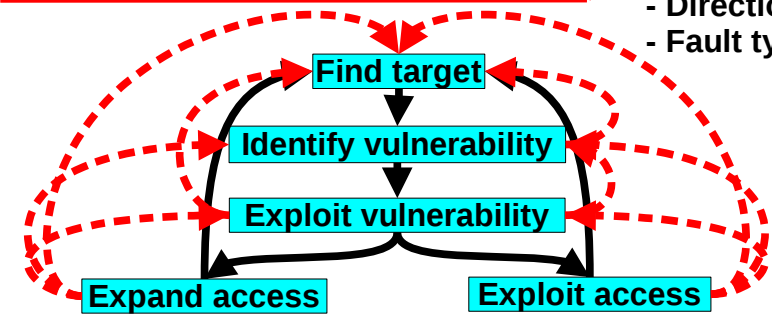 - Directio
- Fault ty
Find target
Identify vulnerability
Exploit vulnerability
Expand access
Exploit access